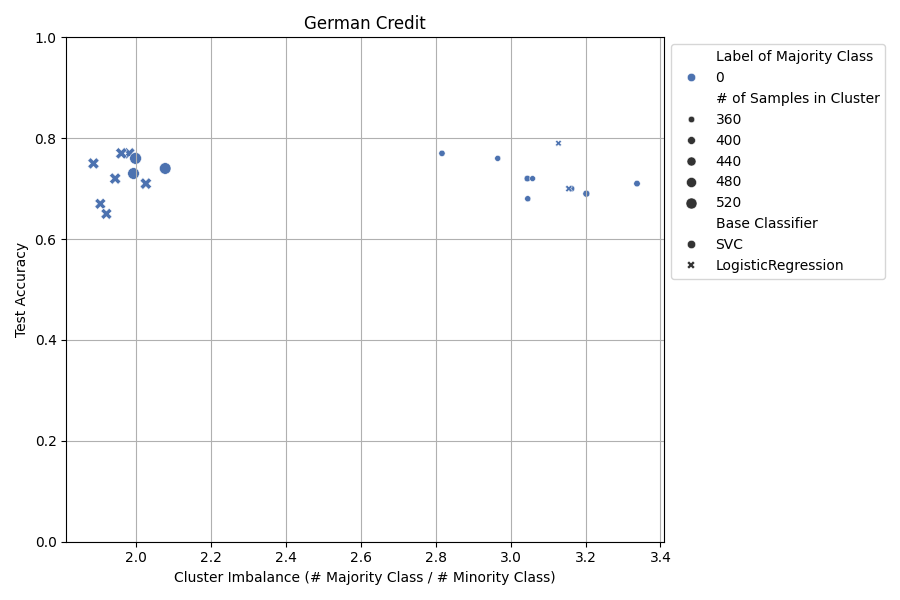 German Credit
Test Accuracy
1.0
0.8
0.6
0.4
0.2
0.0
2.0 2.2 2.4 2.6 2.8 3.0 3.2 3.4
Cluster Imbalance (# Majority Class / # Minority Class)
Label of Majority Class
0
# of Samples in Cluster
360
400
440
480
520
Base Classifier
SVC
LogisticRegression